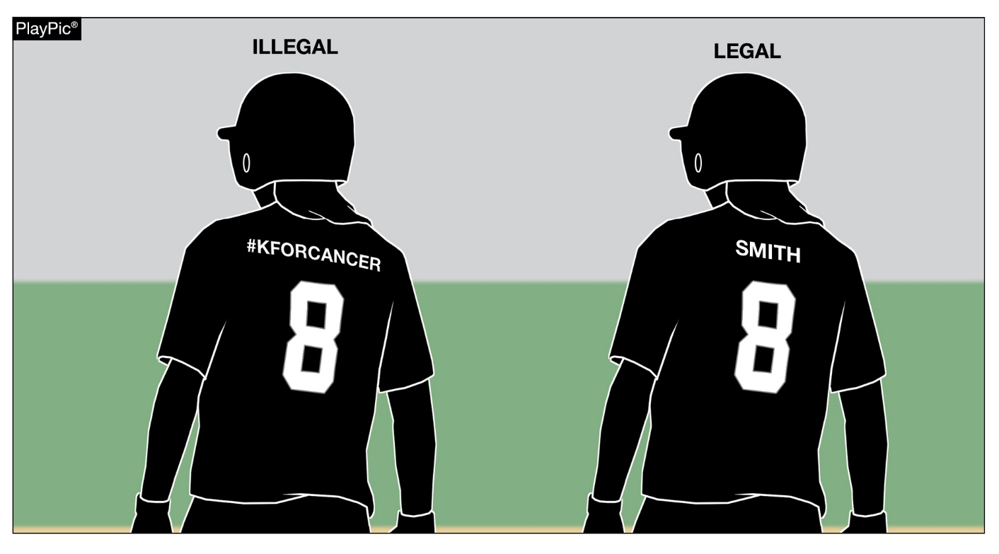 PlayPic®
ILLEGAL
LEGAL
#KFORCANCER
8
SMITH
8